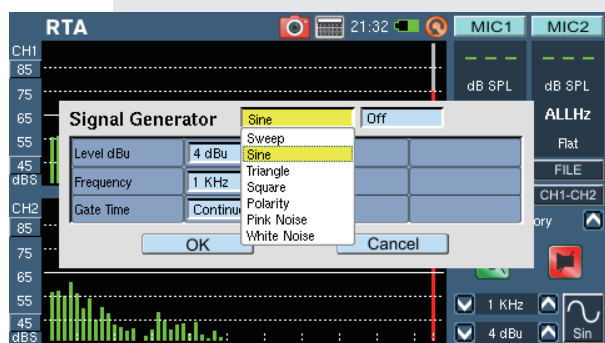 RTA 21:32 MIC1 MIC2
CH1
85
75 dB SPL dB SPL
65 Signal Generator Sine Off ALLHz
Sweep
55 Level dBu 4 dBu Sine Flat
45 Triangle FILE
dBS Frequency 1 KHz Square
CH2 Gate Time Continu Polarity CH1-CH2
85 Pink Noise ory
75 OK White Noise Cancel
65
55 1 KHz
45 4 dBu Sin
dBS